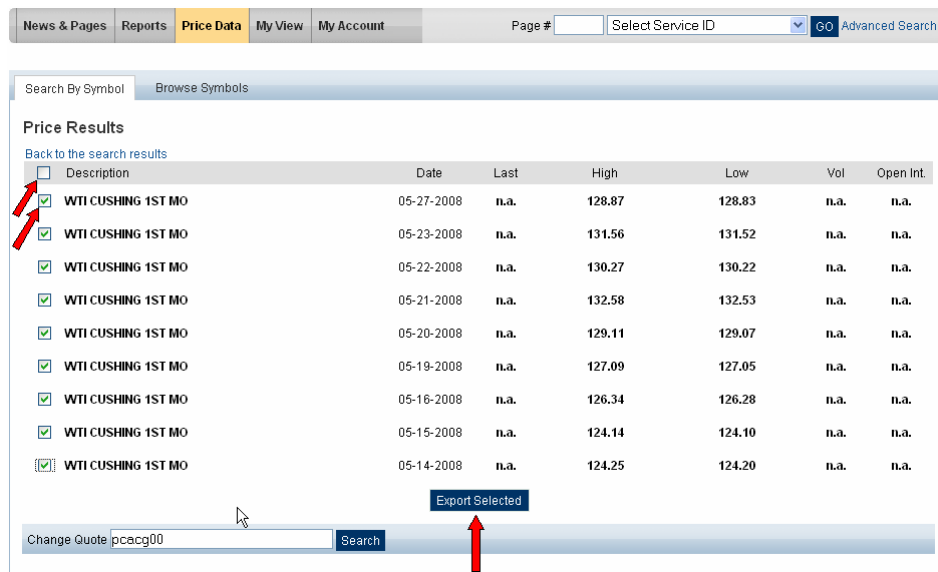 News & Pages Reports Price Data My View My Account Page # Select Service ID GO Advanced Search
Search By Symbol Browse Symbols
Price Results
Back to the search results
Description Date Last High Low Vol Open Int.
WTI CUSHING 1ST MO 05-27-2008 n.a. 128.87 128.83 n.a. n.a.
WTI CUSHING 1ST MO 05-23-2008 n.a. 131.56 131.52 n.a. n.a.
WTI CUSHING 1ST MO 05-22-2008 n.a. 130.27 130.22 n.a. n.a.
WTI CUSHING 1ST MO 05-21-2008 n.a. 132.58 132.53 n.a. n.a.
WTI CUSHING 1ST MO 05-20-2008 n.a. 129.11 129.07 n.a. n.a.
WTI CUSHING 1ST MO 05-19-2008 n.a. 127.09 127.05 n.a. n.a.
WTI CUSHING 1ST MO 05-16-2008 n.a. 126.34 126.28 n.a. n.a.
WTI CUSHING 1ST MO 05-15-2008 n.a. 124.14 124.10 n.a. n.a.
WTI CUSHING 1ST MO 05-14-2008 n.a. 124.25 124.20 n.a. n.a.
Export Selected
Change Quote pcacg00 Search